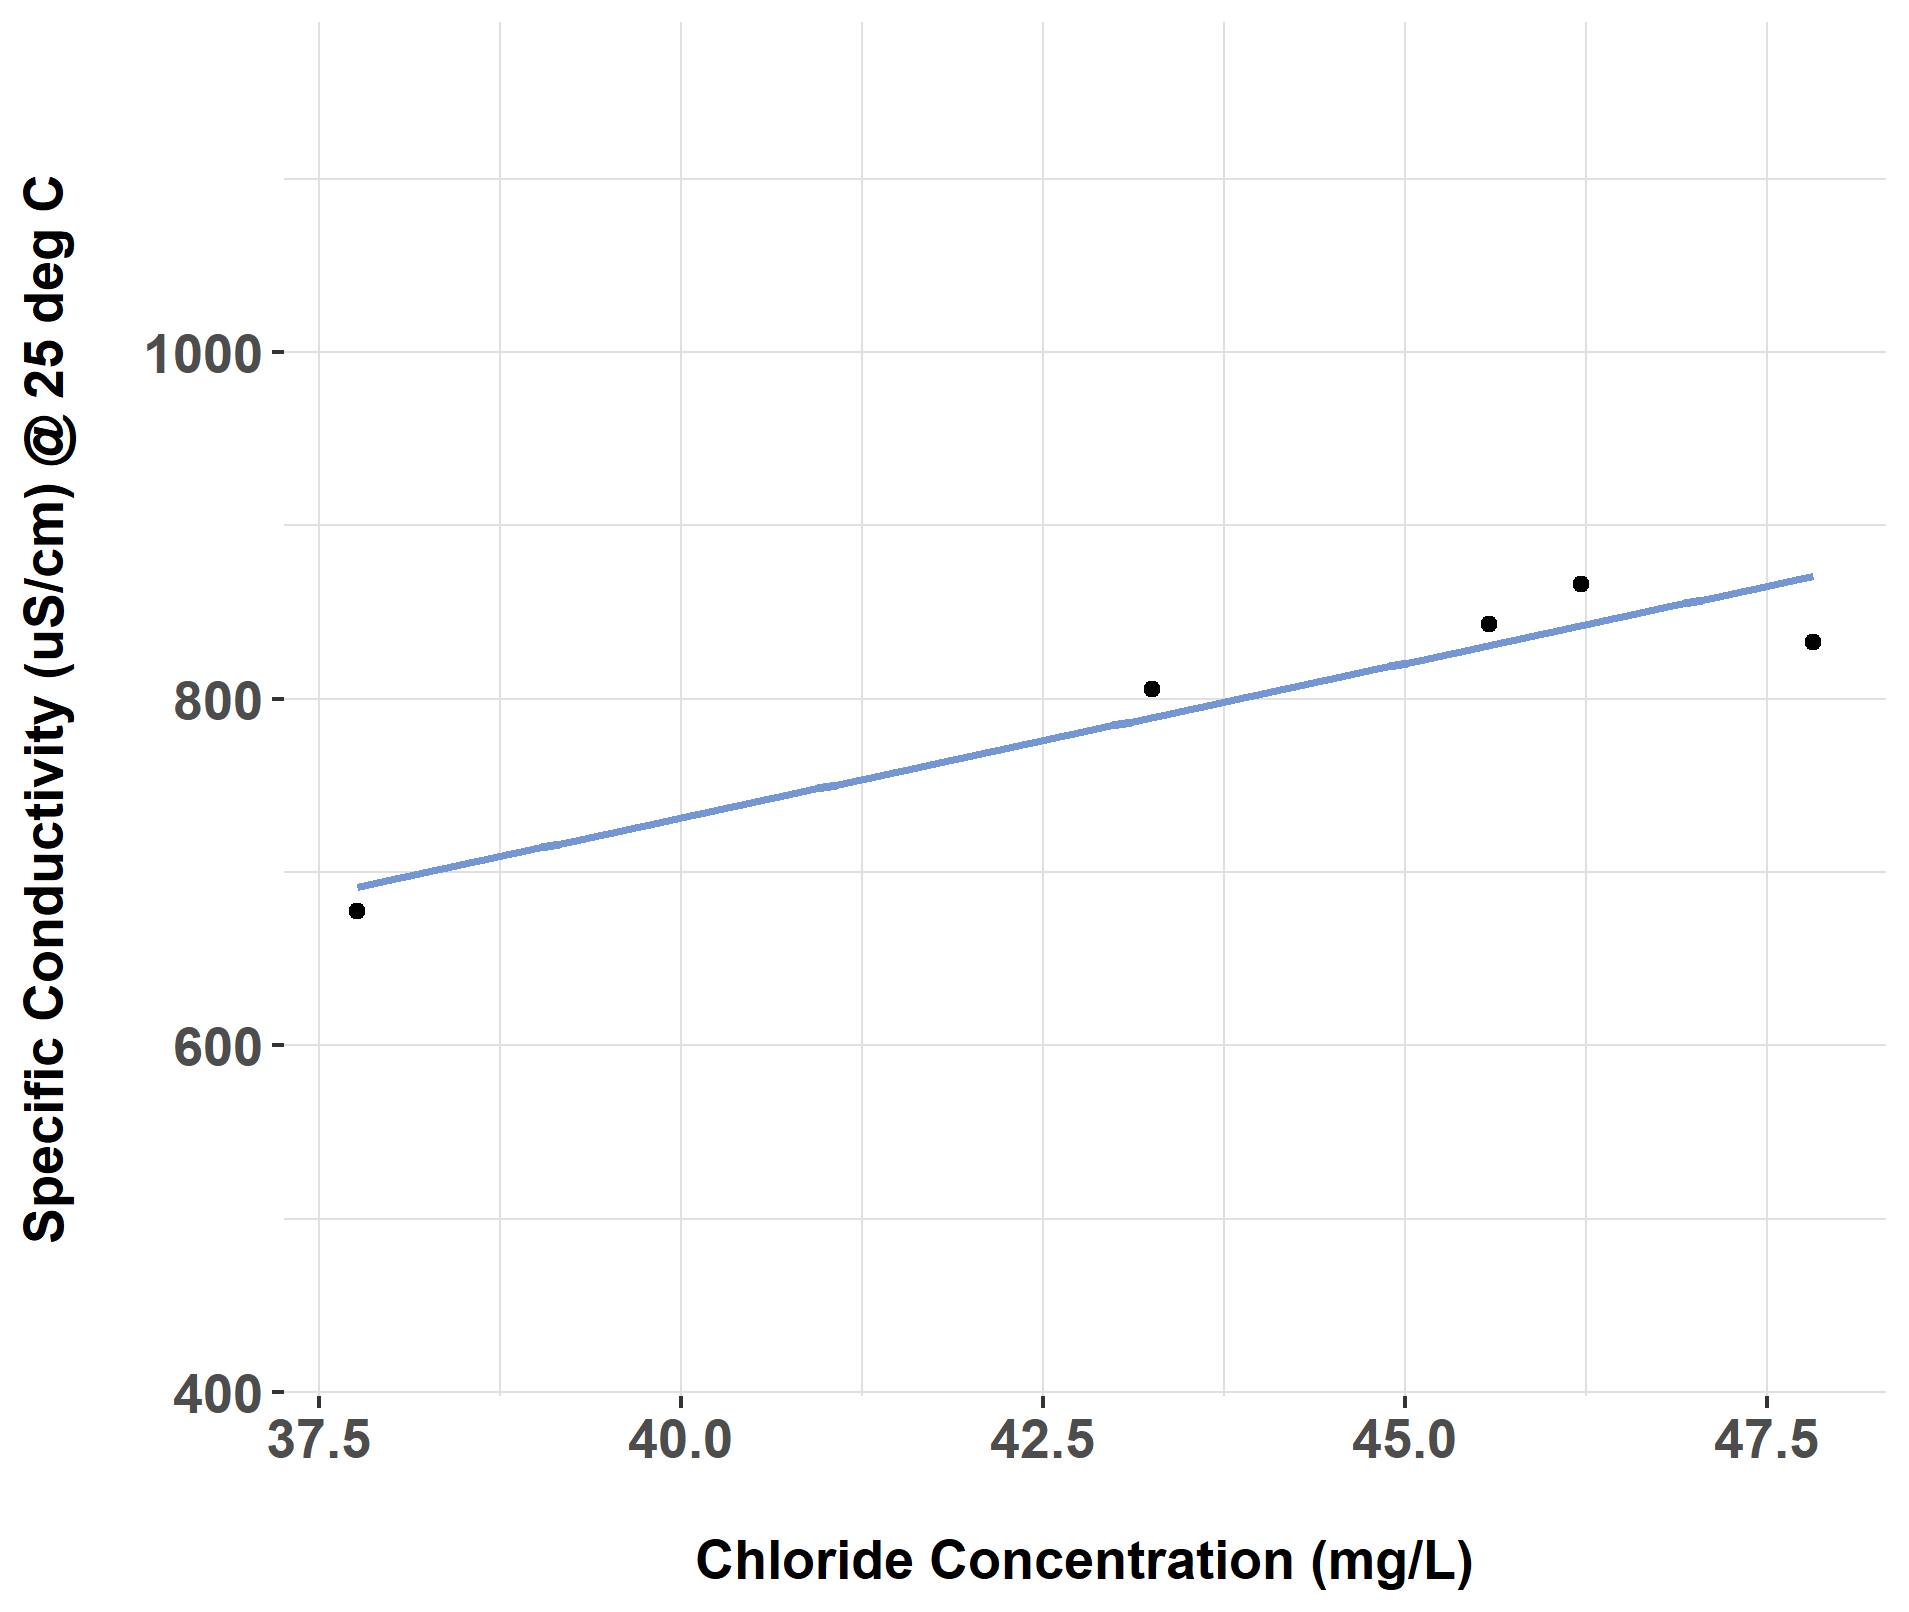 Specific Conductivity (uS/cm) @ 25 deg C
1000
800
600
400
37.5 40.0 42.5 45.0 47.5
Chloride Concentration (mg/L)